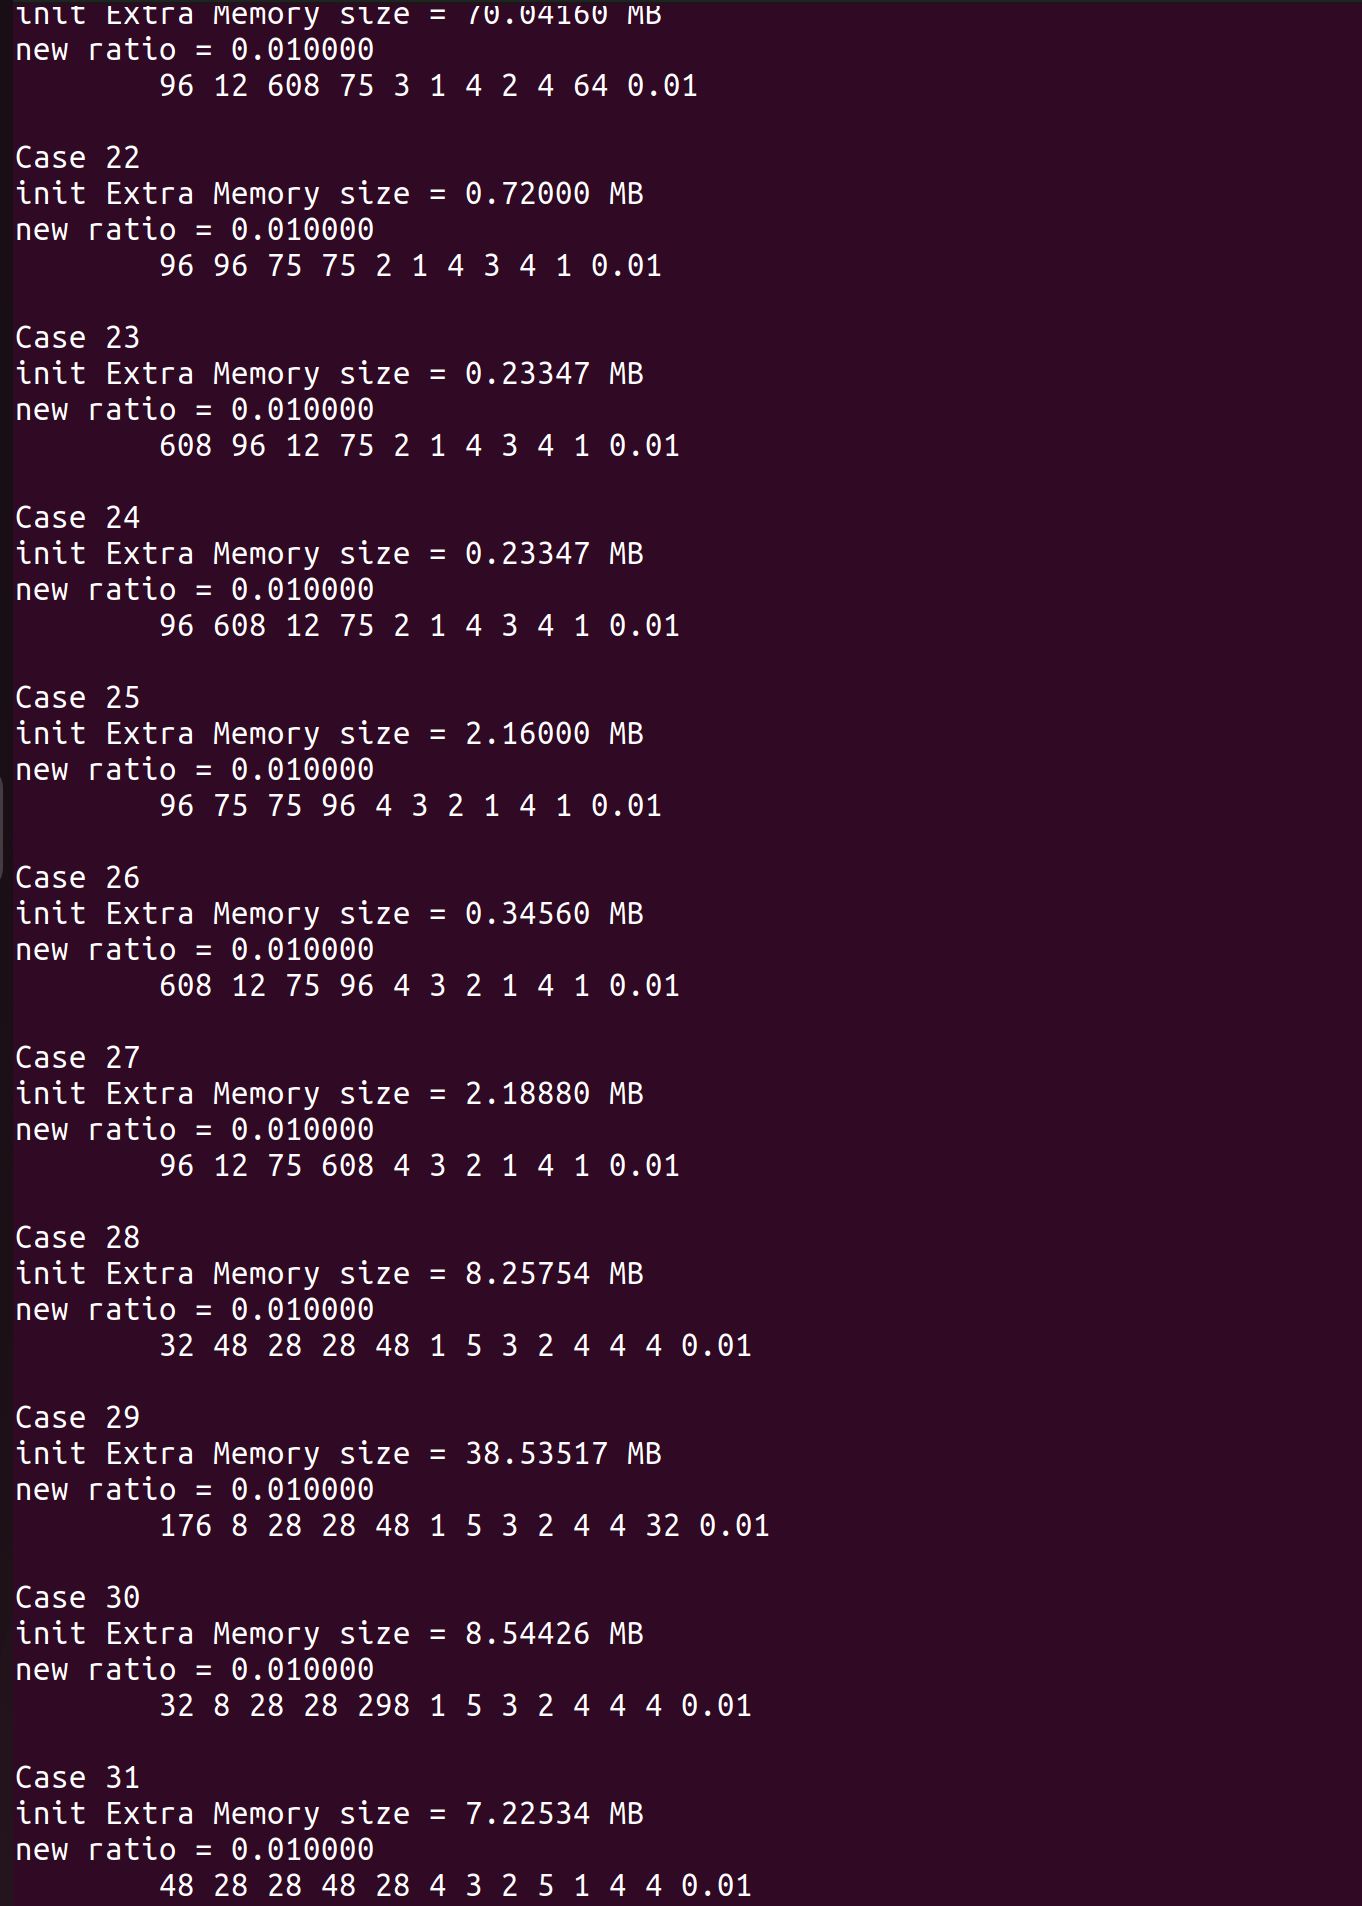 init Extra Memory size = 70.04160 MB
new ratio = 0.010000
96 12 608 75 3 1 4 2 4 64 0.01
Case 22
init Extra Memory size = 0.72000 MB
new ratio = 0.010000
96 96 75 75 2 1 4 3 4 1 0.01
Case 23
init Extra Memory size = 0.23347 MB
new ratio = 0.010000
608 96 12 75 2 1 4 3 4 1 0.01
Case 24
init Extra Memory size = 0.23347 MB
new ratio = 0.010000
96 608 12 75 2 1 4 3 4 1 0.01
Case 25
init Extra Memory size = 2.16000 MB
new ratio = 0.010000
96 75 75 96 4 3 2 1 4 1 0.01
Case 26
init Extra Memory size = 0.34560 MB
new ratio = 0.010000
608 12 75 96 4 3 2 1 4 1 0.01
Case 27
init Extra Memory size = 2.18880 MB
new ratio = 0.010000
96 12 75 608 4 3 2 1 4 1 0.01
Case 28
init Extra Memory size = 8.25754 MB
new ratio = 0.010000
32 48 28 28 48 1 5 3 2 4 4 4 0.01
Case 29
init Extra Memory size = 38.53517 MB
new ratio = 0.010000
176 8 28 28 48 1 5 3 2 4 4 32 0.01
Case 30
init Extra Memory size = 8.54426 MB
new ratio = 0.010000
32 8 28 28 298 1 5 3 2 4 4 4 0.01
Case 31
init Extra Memory size = 7.22534 MB
new ratio = 0.010000
48 28 28 48 28 4 3 2 5 1 4 4 0.01